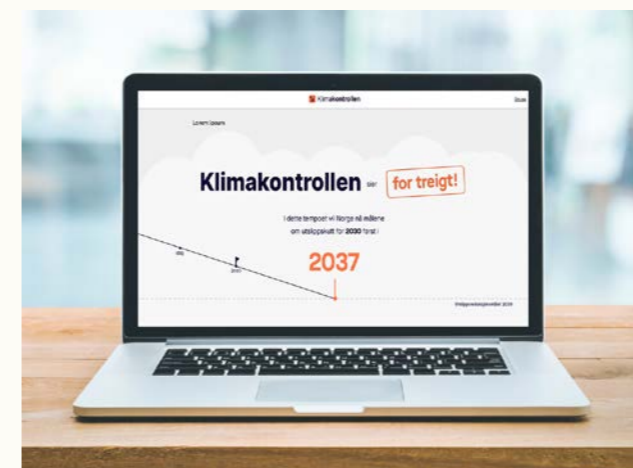 Klimakontrollen
Lorem Ipsum
Klimakontrollen sier for treigt!
I dette tempoet vil Norge nå målene
om utslippskutt for 2030 først i
2037